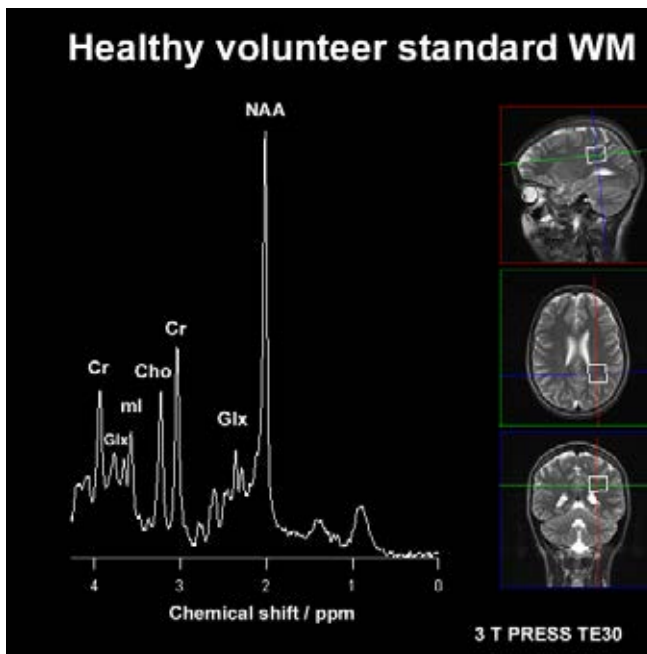 Healthy volunteer standard WM
NAA
Cr
Cr
Cho
mI
Glx
Glx
4 3 2 1 0
Chemical shift / ppm
3 T PRESS TE30